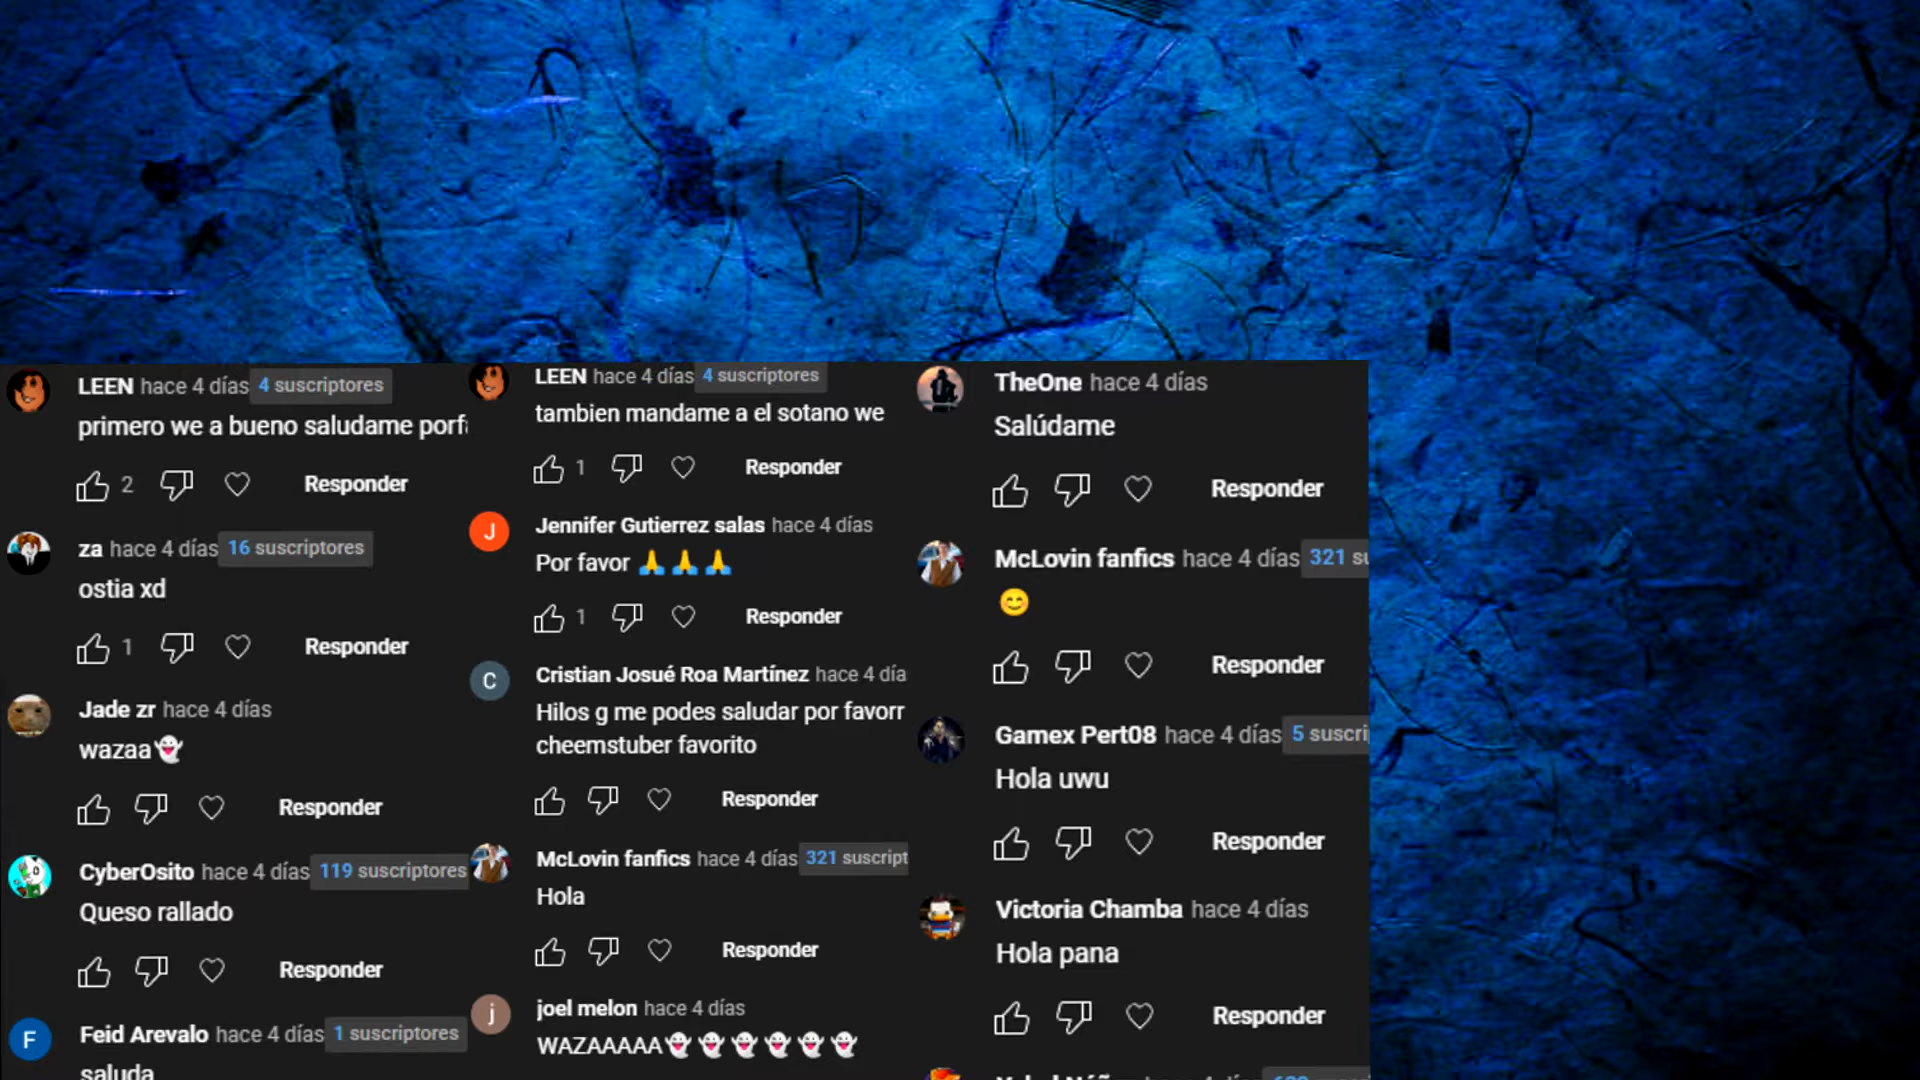 LEEN hace 4 días 4 suscriptores
primero we a bueno saludame porfa
2 Responder
za hace 4 días 16 suscriptores
ostia xd
1 Responder
Jade zr hace 4 días
wazaa👻
Responder
CyberOsito hace 4 días 119 suscriptores
Queso rallado
Responder
F Feid Arevalo hace 4 días 1 suscriptores
saluda
LEEN hace 4 días 4 suscriptores
tambien mandame a el sotano we
1 Responder
J Jennifer Gutierrez salas hace 4 días
Por favor 🙏🙏🙏
1 Responder
C Cristian Josué Roa Martínez hace 4 día
Hilos g me podes saludar por favorr
cheemstuber favorito
Responder
McLovin fanfics hace 4 días 321 suscript
Hola
Responder
j joel melon hace 4 días
WAZAAAAA👻👻👻👻👻👻
TheOne hace 4 días
Salúdame
Responder
McLovin fanfics hace 4 días 321 su
😊
Responder
Gamex Pert08 hace 4 días 5 suscri
Hola uwu
Responder
Victoria Chamba hace 4 días
Hola pana
Responder